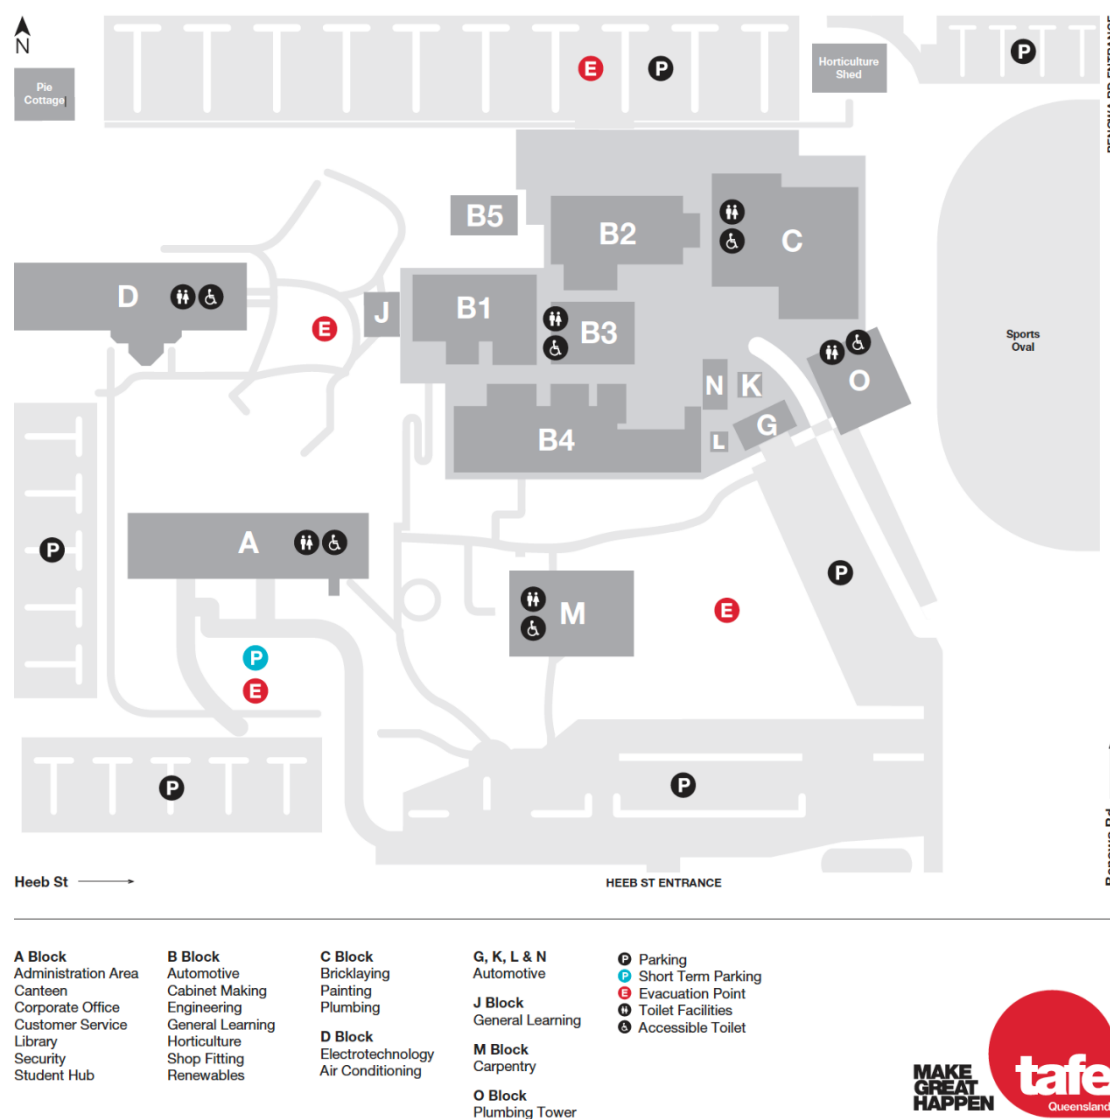 N
E
P
P
Pie
Cottage
Horticulture
Shed
B5
B2
C
D
E
J
B1
B3
Sports
Oval
N
K
O
G
L
B4
A
P
P
M
E
P
E
P
P
Heeb St
HEEB ST ENTRANCE
A Block
Administration Area
Canteen
Corporate Office
Customer Service
Library
Security
Student Hub
B Block
Automotive
Cabinet Making
Engineering
General Learning
Horticulture
Shop Fitting
Renewables
C Block
Bricklaying
Painting
Plumbing
D Block
Electrotechnology
Air Conditioning
G, K, L & N
Automotive
J Block
General Learning
M Block
Carpentry
O Block
Plumbing Tower
P Parking
P Short Term Parking
E Evacuation Point
Toilet Facilities
Accessible Toilet
MAKE
GREAT
HAPPEN
tafe
Queensland